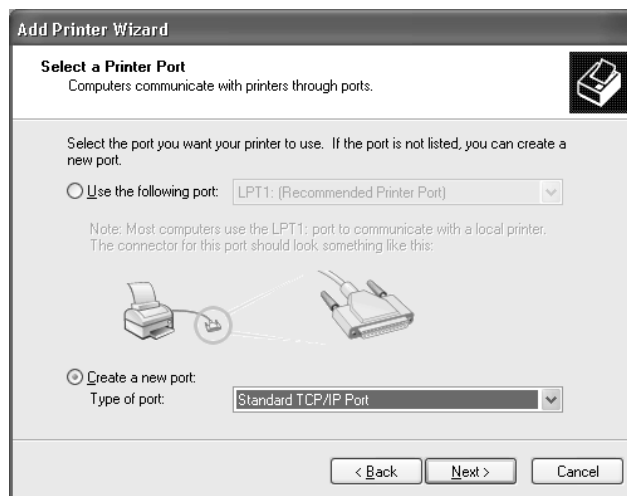 Add Printer Wizard
Select a Printer Port
Computers communicate with printers through ports.
Select the port you want your printer to use. If the port is not listed, you can create a
new port.
Use the following port: LPT1: (Recommended Printer Port)
Note: Most computers use the LPT1: port to communicate with a local printer.
The connector for this port should look something like this:
Create a new port:
Type of port: Standard TCP/IP Port
< Back Next > Cancel